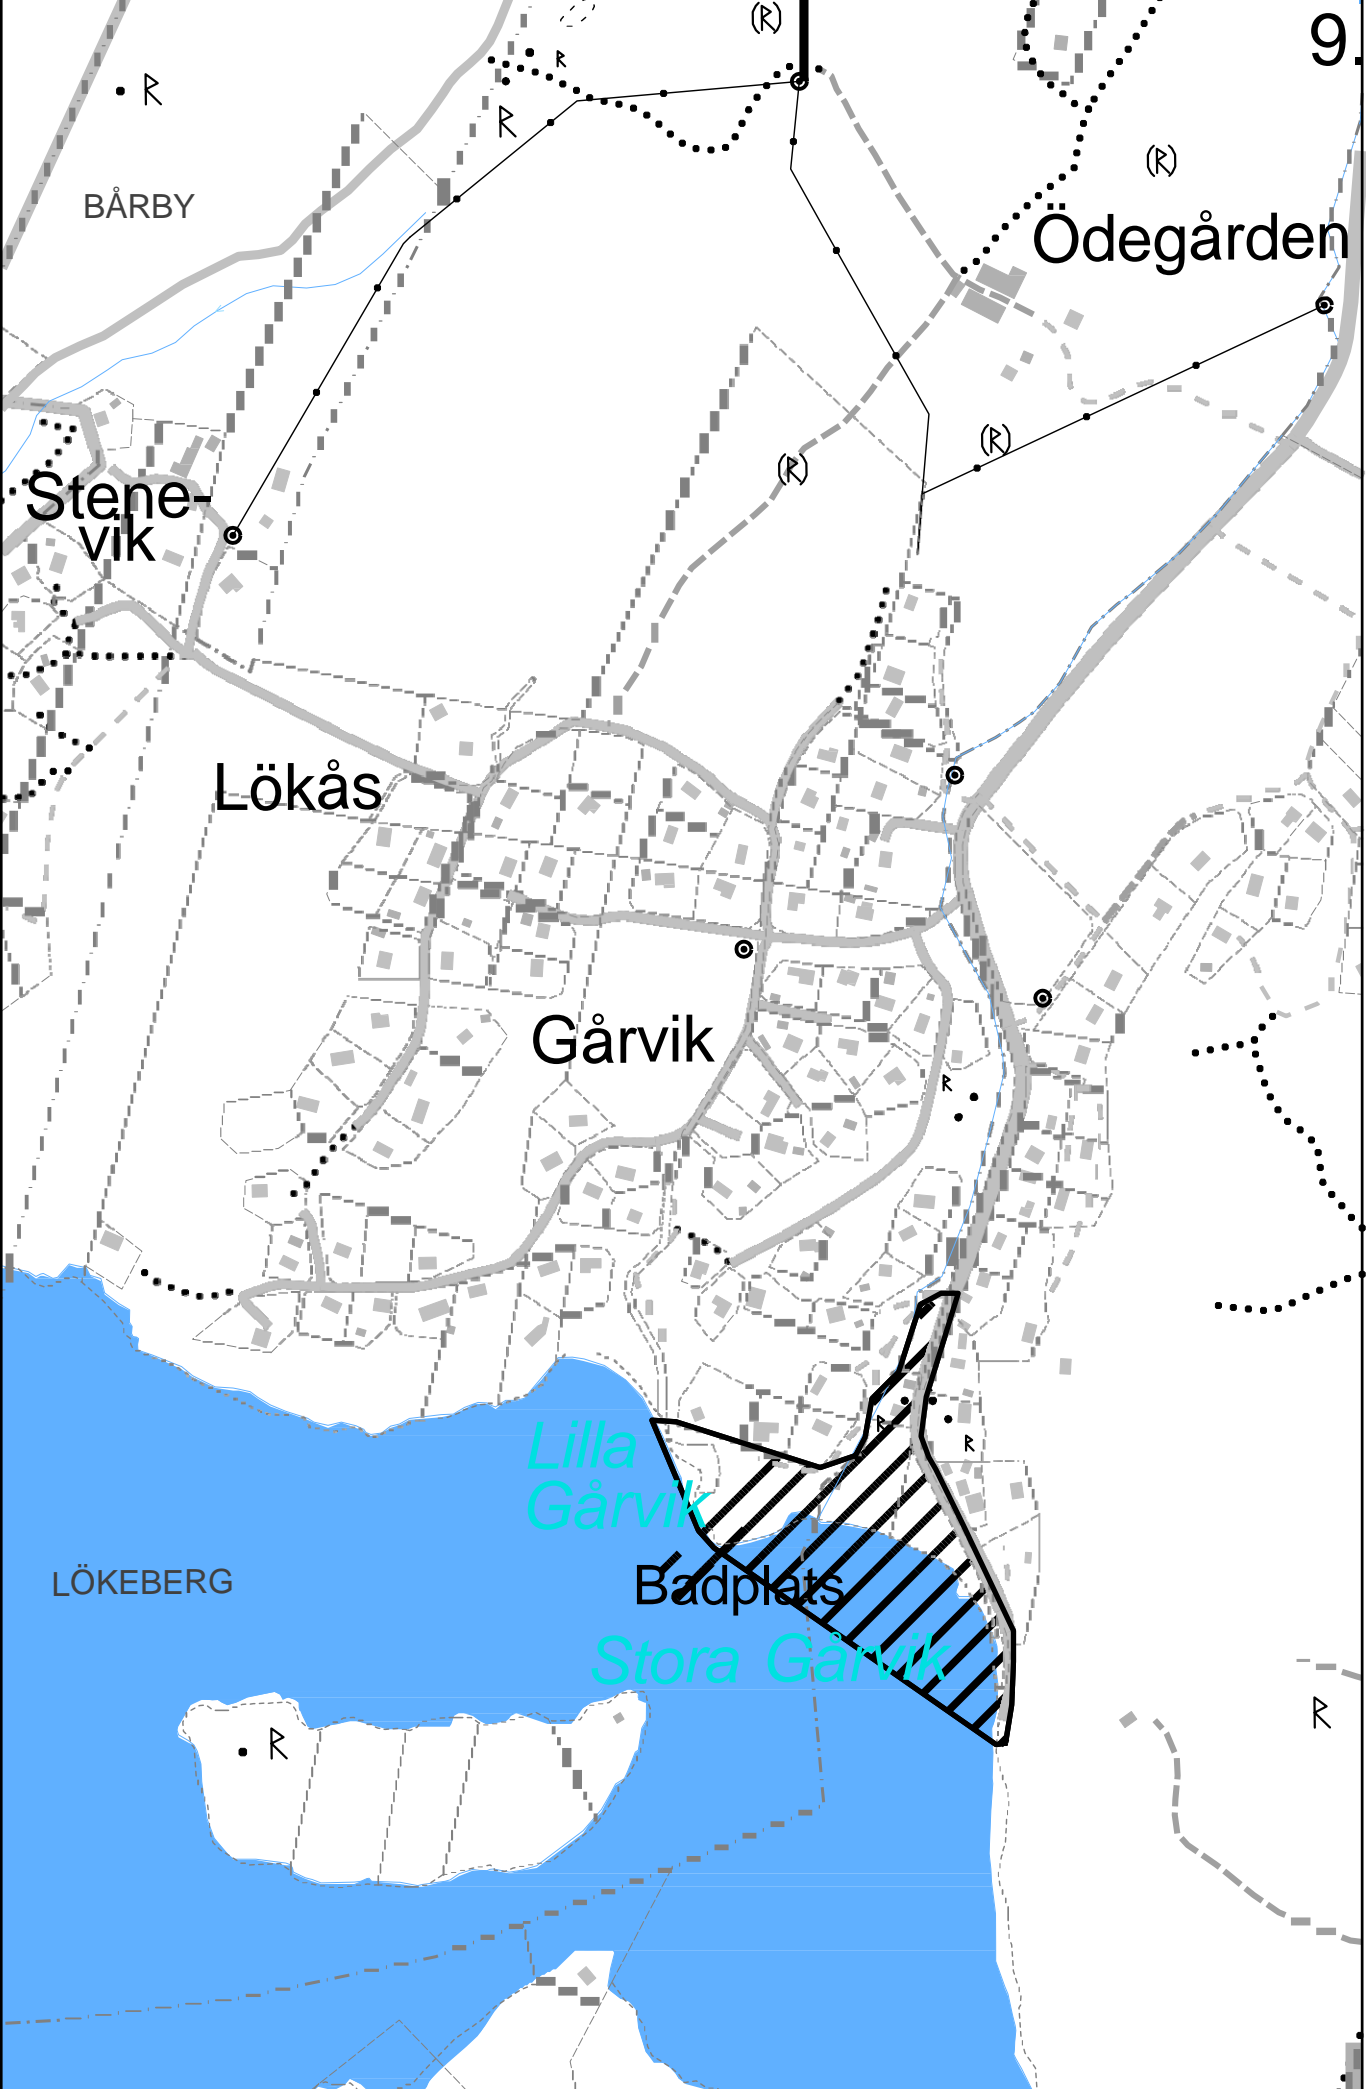 9.
BÅRBY
Ödegården
Stene-
vik
Lökås
Gårvik
Lilla
Gårvik
LÖKEBERG
Badplats
Stora Gårvik